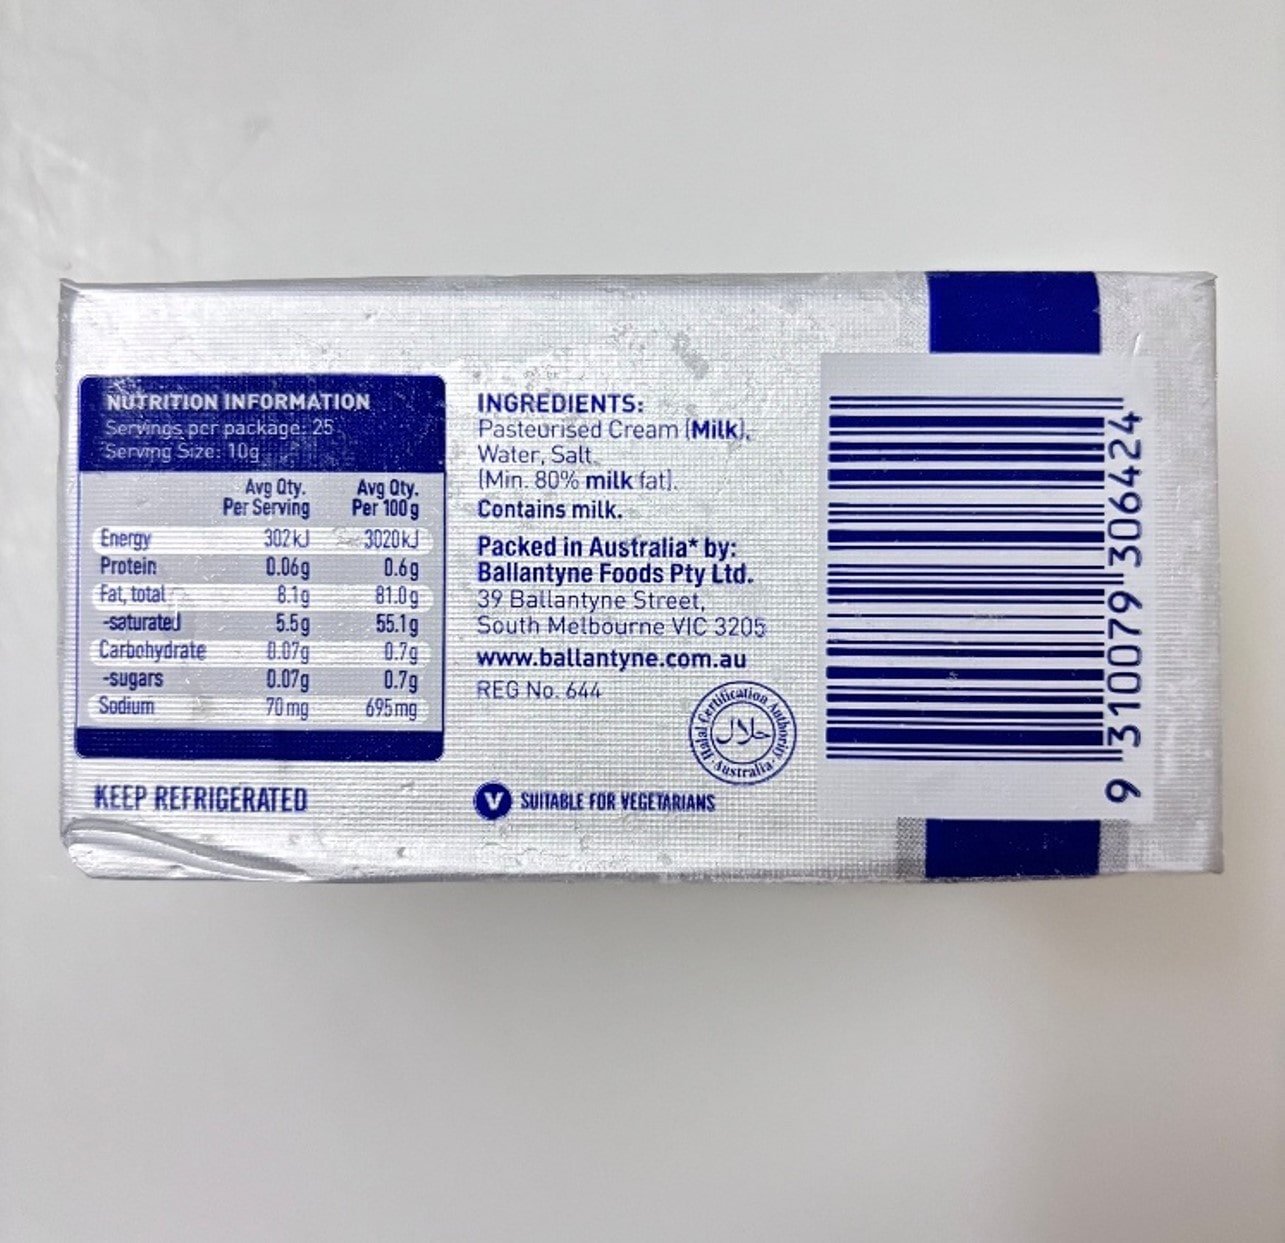 NUTRITION INFORMATION
Servings per package: 25
Serving Size: 10g
Avg Qty. Per Serving Avg Qty. Per 100g
Energy 302kJ 3020kJ
Protein 0.06g 0.6g
Fat, total 8.1g 81.0g
-saturated 5.5g 55.1g
Carbohydrate 0.07g 0.7g
-sugars 0.07g 0.7g
Sodium 70mg 695mg
KEEP REFRIGERATED
INGREDIENTS:
Pasteurised Cream (Milk),
Water, Salt.
(Min. 80% milk fat).
Contains milk.
Packed in Australia* by:
Ballantyne Foods Pty Ltd.
39 Ballantyne Street,
South Melbourne VIC 3205
www.ballantyne.com.au
REG No. 644
Halal Certification Authority
حلال
Australia
V SUITABLE FOR VEGETARIANS
9 310079 306424